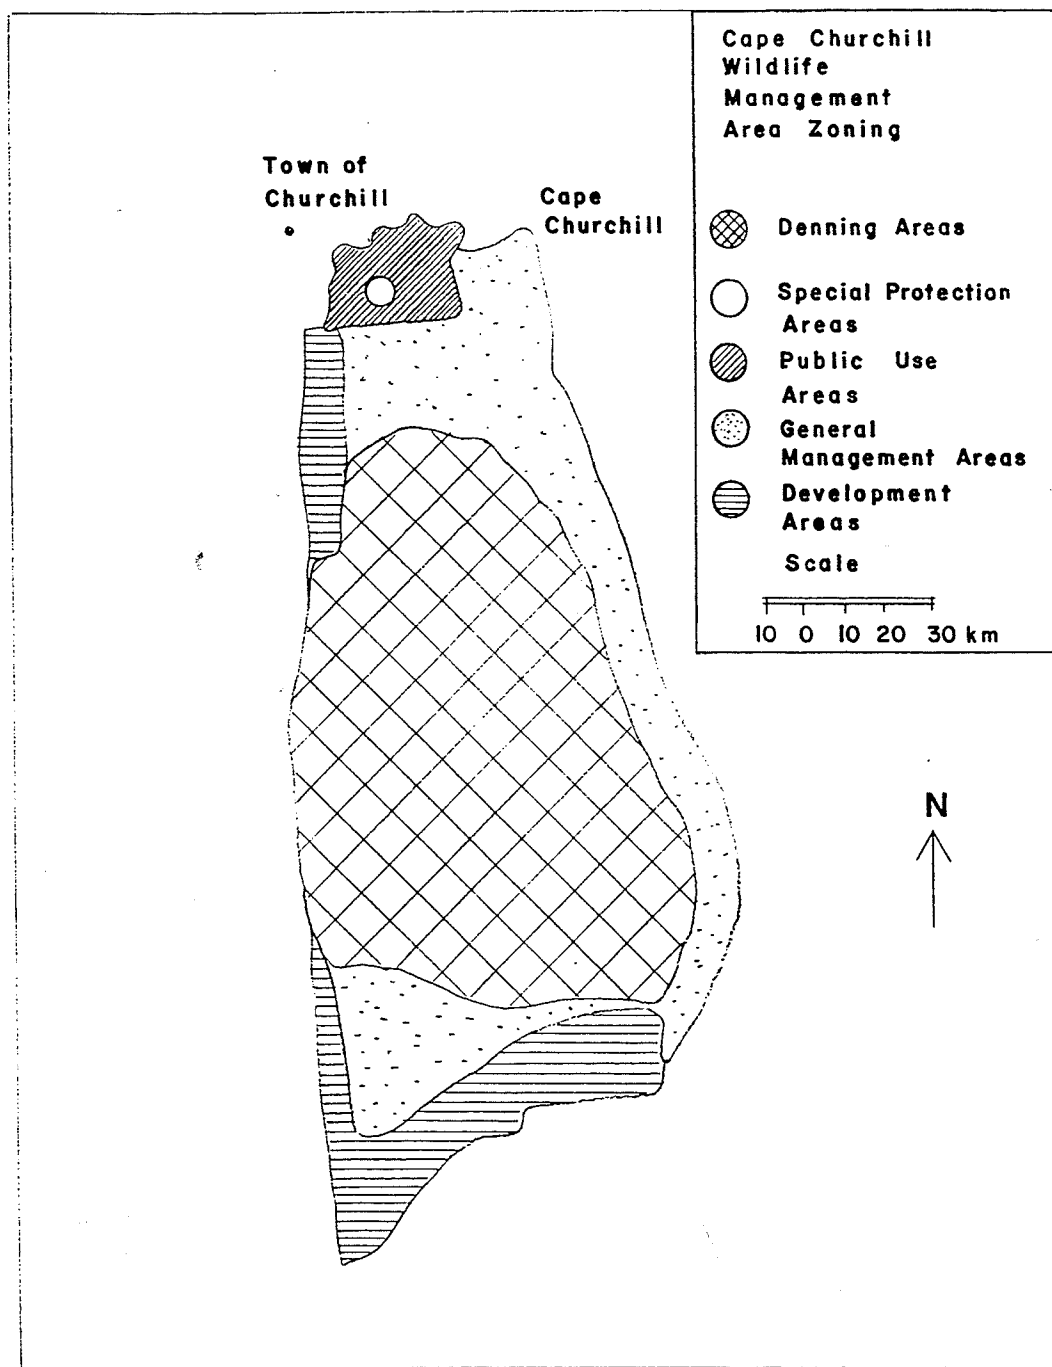 Cape Churchill
Wildlife
Management
Area Zoning
Town of
Churchill
Cape
Churchill
Denning Areas
Special Protection
Areas
Public Use
Areas
General
Management Areas
Development
Areas
Scale
10 0 10 20 30 km
N